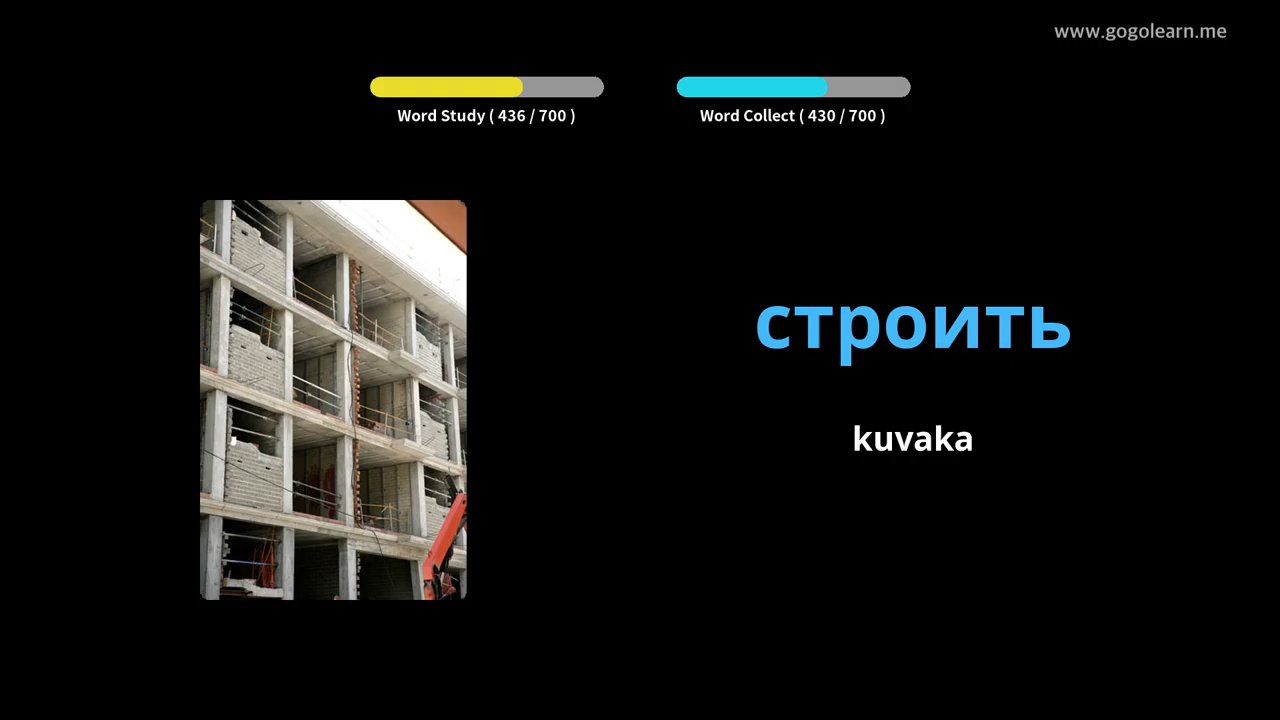 www.gogolearn.me
Word Study ( 436 / 700 )
Word Collect ( 430 / 700 )
строить
kuvaka